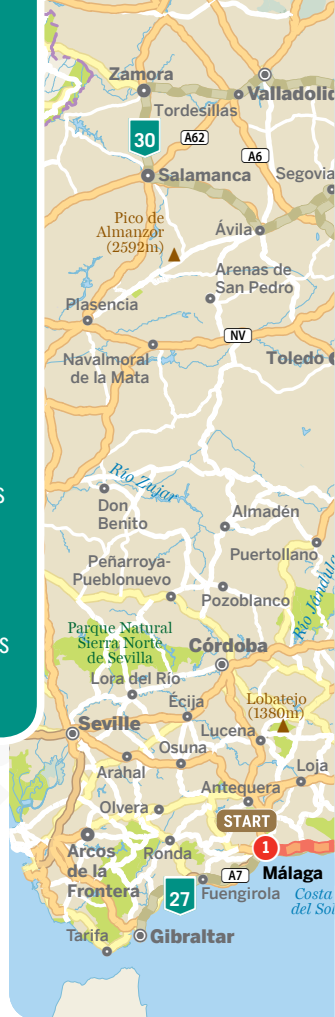 Zamora
Valladolid
Tordesillas
30
A62
A6
Salamanca
Segovia
Pico de
Almanzor
(2592m)
Ávila
Arenas de
San Pedro
Plasencia
NV
Navalmoral
de la Mata
Toledo
Río Zujar
S
Don
Benito
Almadén
Puertollano
Río Jándula
Peñarroya-
Pueblonuevo
Pozoblanco
Parque Natural
Sierra Norte
de Sevilla
S
Córdoba
Lora del Río
Écija
Lobatejo
(1380m)
Seville
Lucena
Osuna
Arahal
Loja
Antequera
Olvera
START
1
Arcos
de la
Frontera
Ronda
A7
Málaga
27
Fuengirola
Costa
del Sol
Tarifa
Gibraltar